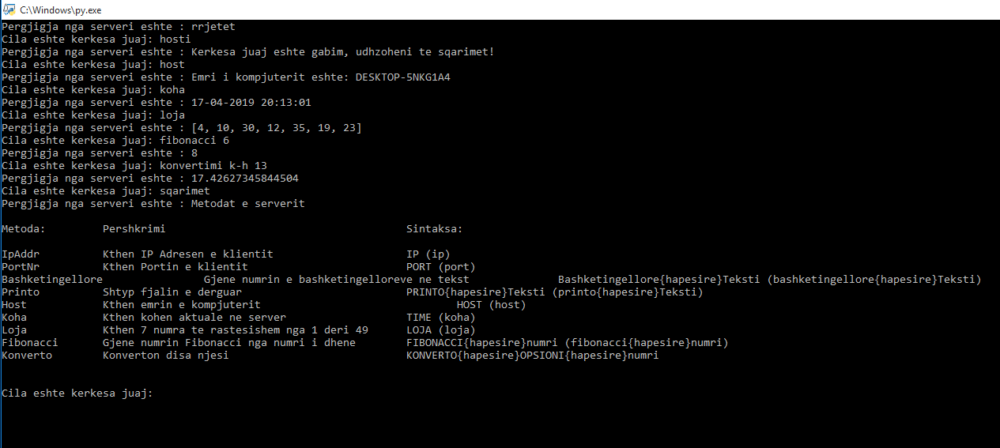 C:\Windows\py.exe
Pergjigja nga serveri eshte : rrjetet
Cila eshte kerkesa juaj: hosti
Pergjigja nga serveri eshte : Kerkesa juaj eshte gabim, udhzoheni te sqarimet!
Cila eshte kerkesa juaj: host
Pergjigja nga serveri eshte : Emri i kompjuterit eshte: DESKTOP-5NKG1A4
Cila eshte kerkesa juaj: koha
Pergjigja nga serveri eshte : 17-04-2019 20:13:01
Cila eshte kerkesa juaj: loja
Pergjigja nga serveri eshte : [4, 10, 30, 12, 35, 19, 23]
Cila eshte kerkesa juaj: fibonacci 6
Pergjigja nga serveri eshte : 8
Cila eshte kerkesa juaj: konvertimi k-h 13
Pergjigja nga serveri eshte : 17.42627345844504
Cila eshte kerkesa juaj: sqarimet
Pergjigja nga serveri eshte : Metodat e serverit
Metoda: Pershkrimi Sintaksa:
IpAddr Kthen IP Adresen e klientit IP (ip)
PortNr Kthen Portin e klientit PORT (port)
Bashketingellore Gjene numrin e bashketingelloreve ne tekst Bashketingellore{hapesire}Teksti (bashketingellore{hapesire}Teksti)
Printo Shtyp fjalin e derguar PRINTO{hapesire}Teksti (printo{hapesire}Teksti)
Host Kthen emrin e kompjuterit HOST (host)
Koha Kthen kohen aktuale ne server TIME (koha)
Loja Kthen 7 numra te rastesishem nga 1 deri 49 LOJA (loja)
Fibonacci Gjene numrin Fibonacci nga numri i dhene FIBONACCI{hapesire}numri (fibonacci{hapesire}numri)
Konverto Konverton disa njesi KONVERTO{hapesire}OPSIONI{hapesire}numri
Cila eshte kerkesa juaj: